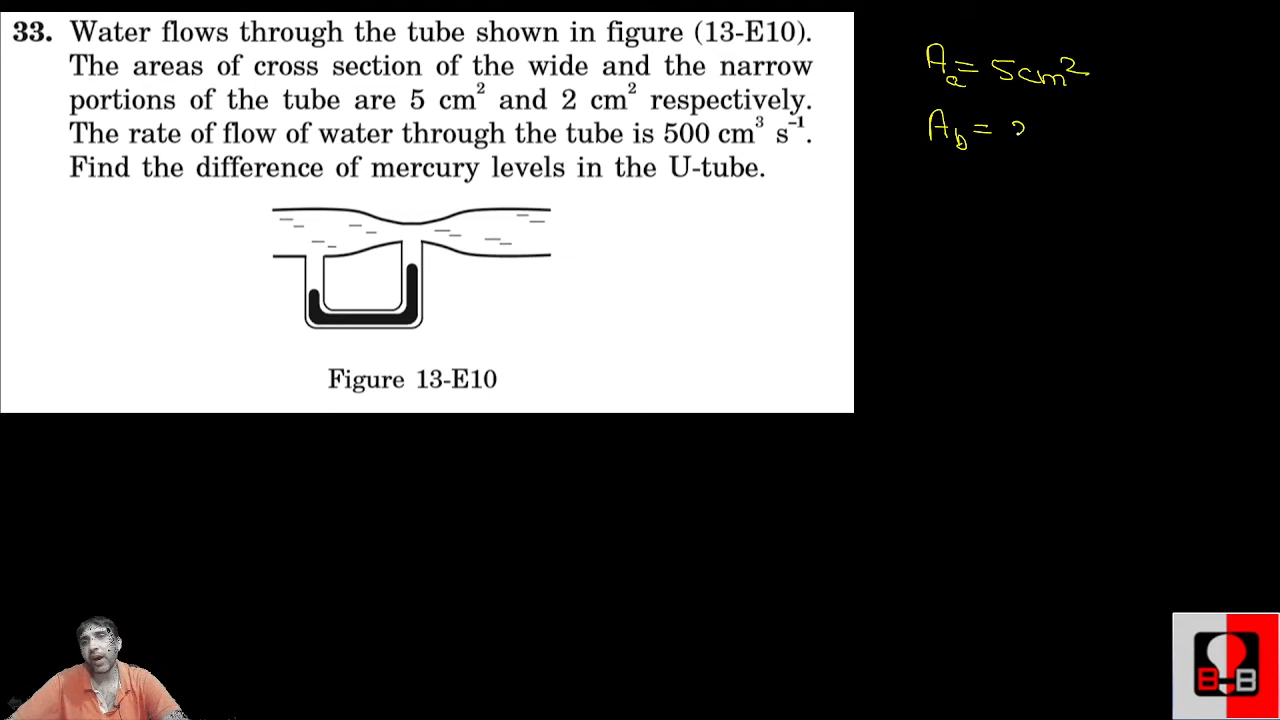 33. Water flows through the tube shown in figure (13-E10).
The areas of cross section of the wide and the narrow
portions of the tube are 5 cm² and 2 cm² respectively.
The rate of flow of water through the tube is 500 cm³ s⁻¹.
Find the difference of mercury levels in the U-tube.
Figure 13-E10
A_a = 5cm²
A_b =
B B